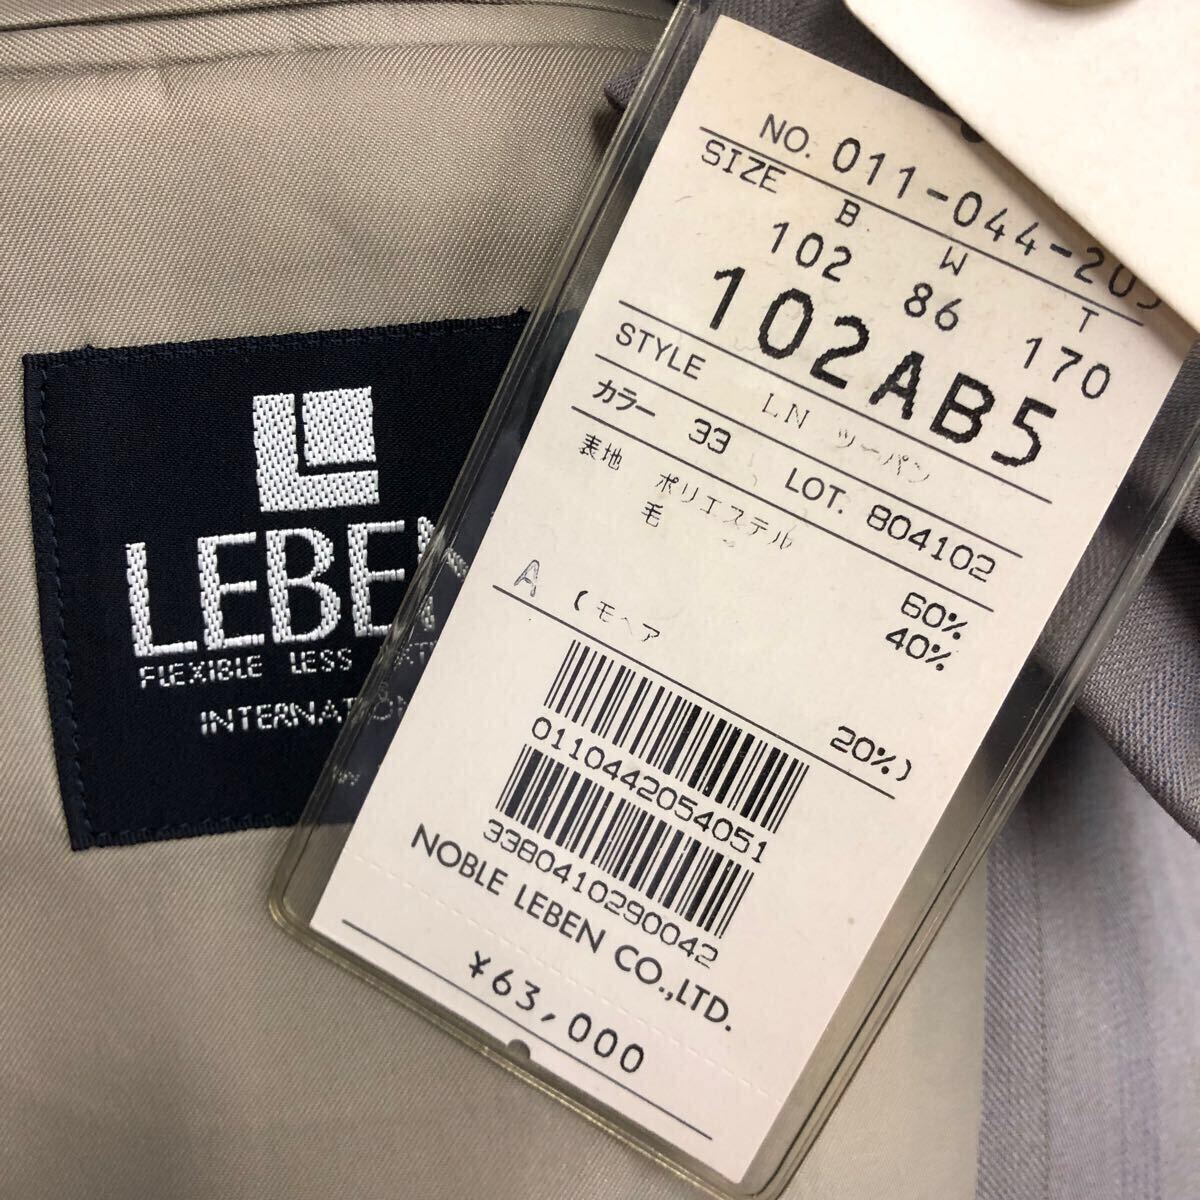 LEBEN
FLEXIBLE LESS
INTERNATION
NO. 011-044-205
SIZE B W T
102 86 170
102AB5
STYLE LN ツーパン
カラー 33 LOT. 804102
表地 ポリエステル 60%
毛 40%
A (モヘア 20%)
0110442054051
3380410290042
NOBLE LEBEN CO.,LTD.
¥63,000